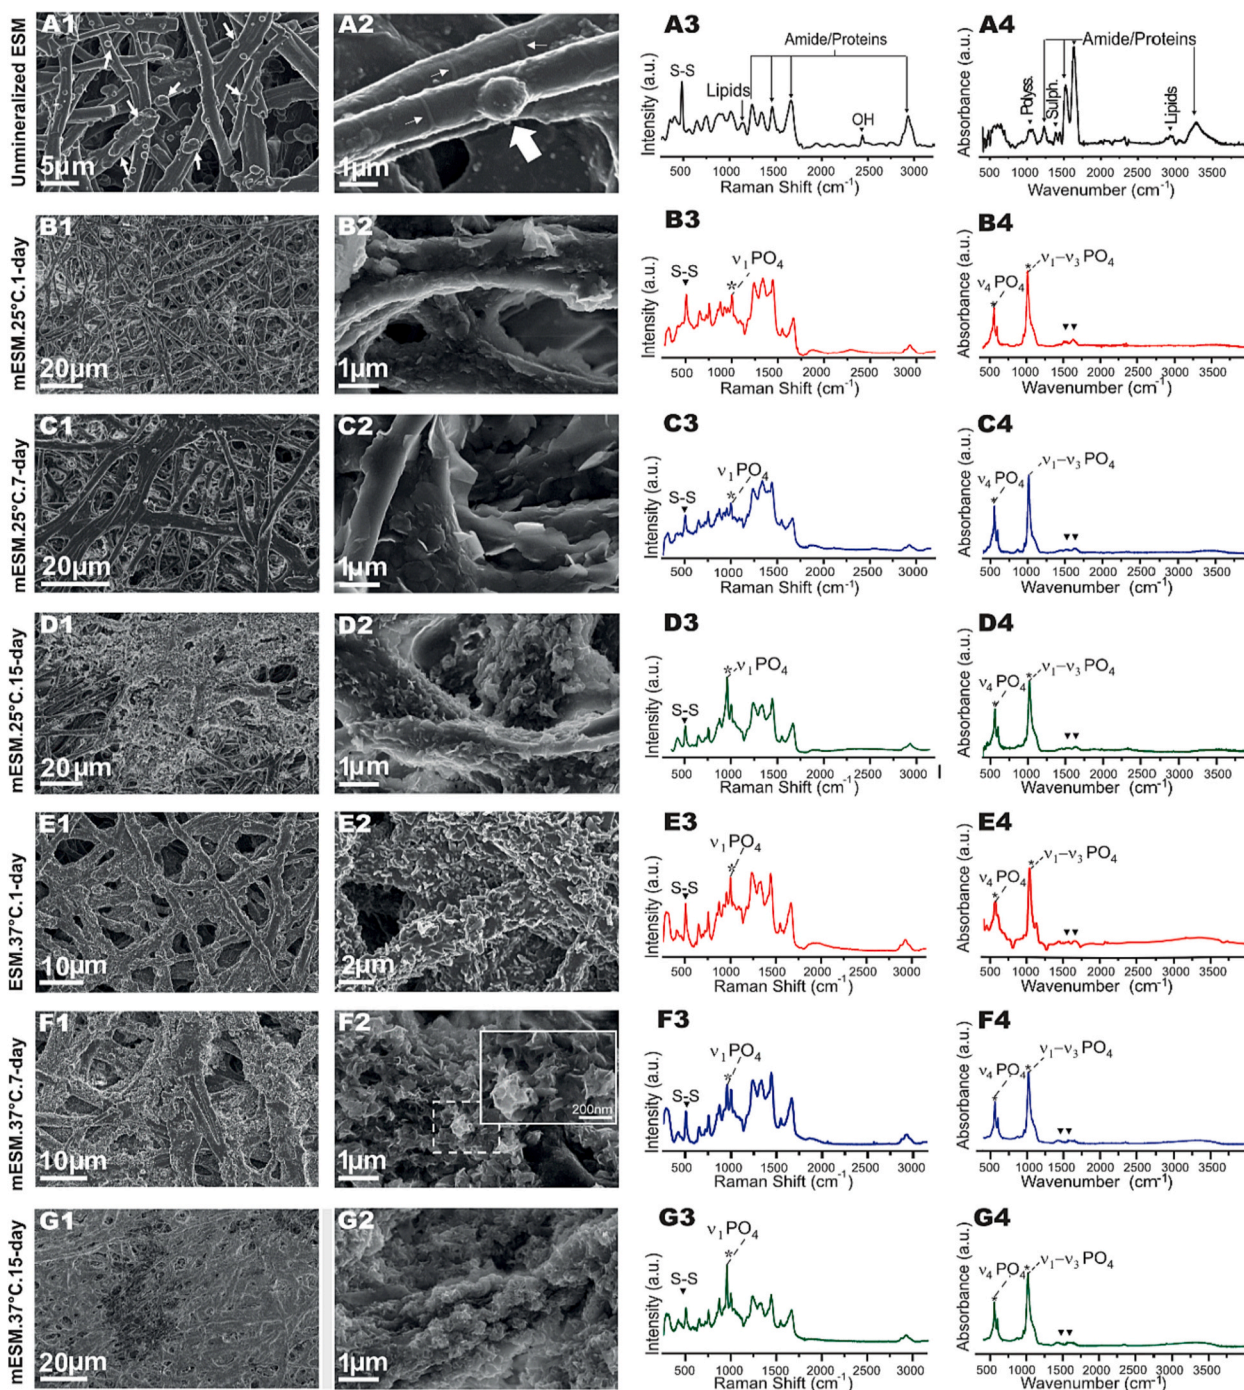 Unmineralized ESM
A1
5µm
A2
1µm
A3
Intensity (a.u.)
S-S
Lipids
Amide/Proteins
OH
500 1000 1500 2000 2500 3000
Raman Shift (cm-1)
A4
Absorbance (a.u.)
Polyss.
Sulph.
Amide/Proteins
Lipids
500 1000 1500 2000 2500 3000 3500
Wavenumber (cm-1)
mESM.25°C.1-day
B1
20µm
B2
1µm
B3
Intensity (a.u.)
S-S
ν1 PO4
*
500 1000 1500 2000 2500 3000
Raman Shift (cm-1)
B4
Absorbance (a.u.)
ν4 PO4
*
*
ν1–ν3 PO4
500 1000 1500 2000 2500 3000 3500
Wavenumber (cm-1)
mESM.25°C.7-day
C1
20µm
C2
1µm
C3
Intensity (a.u.)
S-S
ν1 PO4
*
500 1000 1500 2000 2500 3000
Raman Shift (cm-1)
C4
Absorbance (a.u.)
ν4 PO4
*
*
ν1–ν3 PO4
500 1000 1500 2000 2500 3000 3500
Wavenumber (cm-1)
mESM.25°C.15-day
D1
20µm
D2
1µm
D3
Intensity (a.u.)
S-S
*
ν1 PO4
500 1000 1500 2000 2500 3000
Raman Shift (cm-1)
D4
Absorbance (a.u.)
ν4 PO4
*
*
ν1–ν3 PO4
500 1000 1500 2000 2500 3000 3500
Wavenumber (cm-1)
ESM.37°C.1-day
E1
10µm
E2
2µm
E3
Intensity (a.u.)
S-S
ν1 PO4
*
500 1000 1500 2000 2500 3000
Raman Shift (cm-1)
E4
Absorbance (a.u.)
ν4 PO4
*
*
ν1–ν3 PO4
500 1000 1500 2000 2500 3000 3500
Wavenumber (cm-1)
mESM.37°C.7-day
F1
10µm
F2
200nm
1µm
F3
Intensity (a.u.)
S-S
ν1 PO4
*
500 1000 1500 2000 2500 3000
Raman Shift (cm-1)
F4
Absorbance (a.u.)
ν4 PO4
*
*
ν1–ν3 PO4
500 1000 1500 2000 2500 3000 3500
Wavenumber (cm-1)
mESM.37°C.15-day
G1
20µm
G2
1µm
G3
Intensity (a.u.)
S-S
ν1 PO4
*
500 1000 1500 2000 2500 3000
Raman Shift (cm-1)
G4
Absorbance (a.u.)
ν4 PO4
*
*
ν1–ν3 PO4
500 1000 1500 2000 2500 3000 3500
Wavenumber (cm-1)